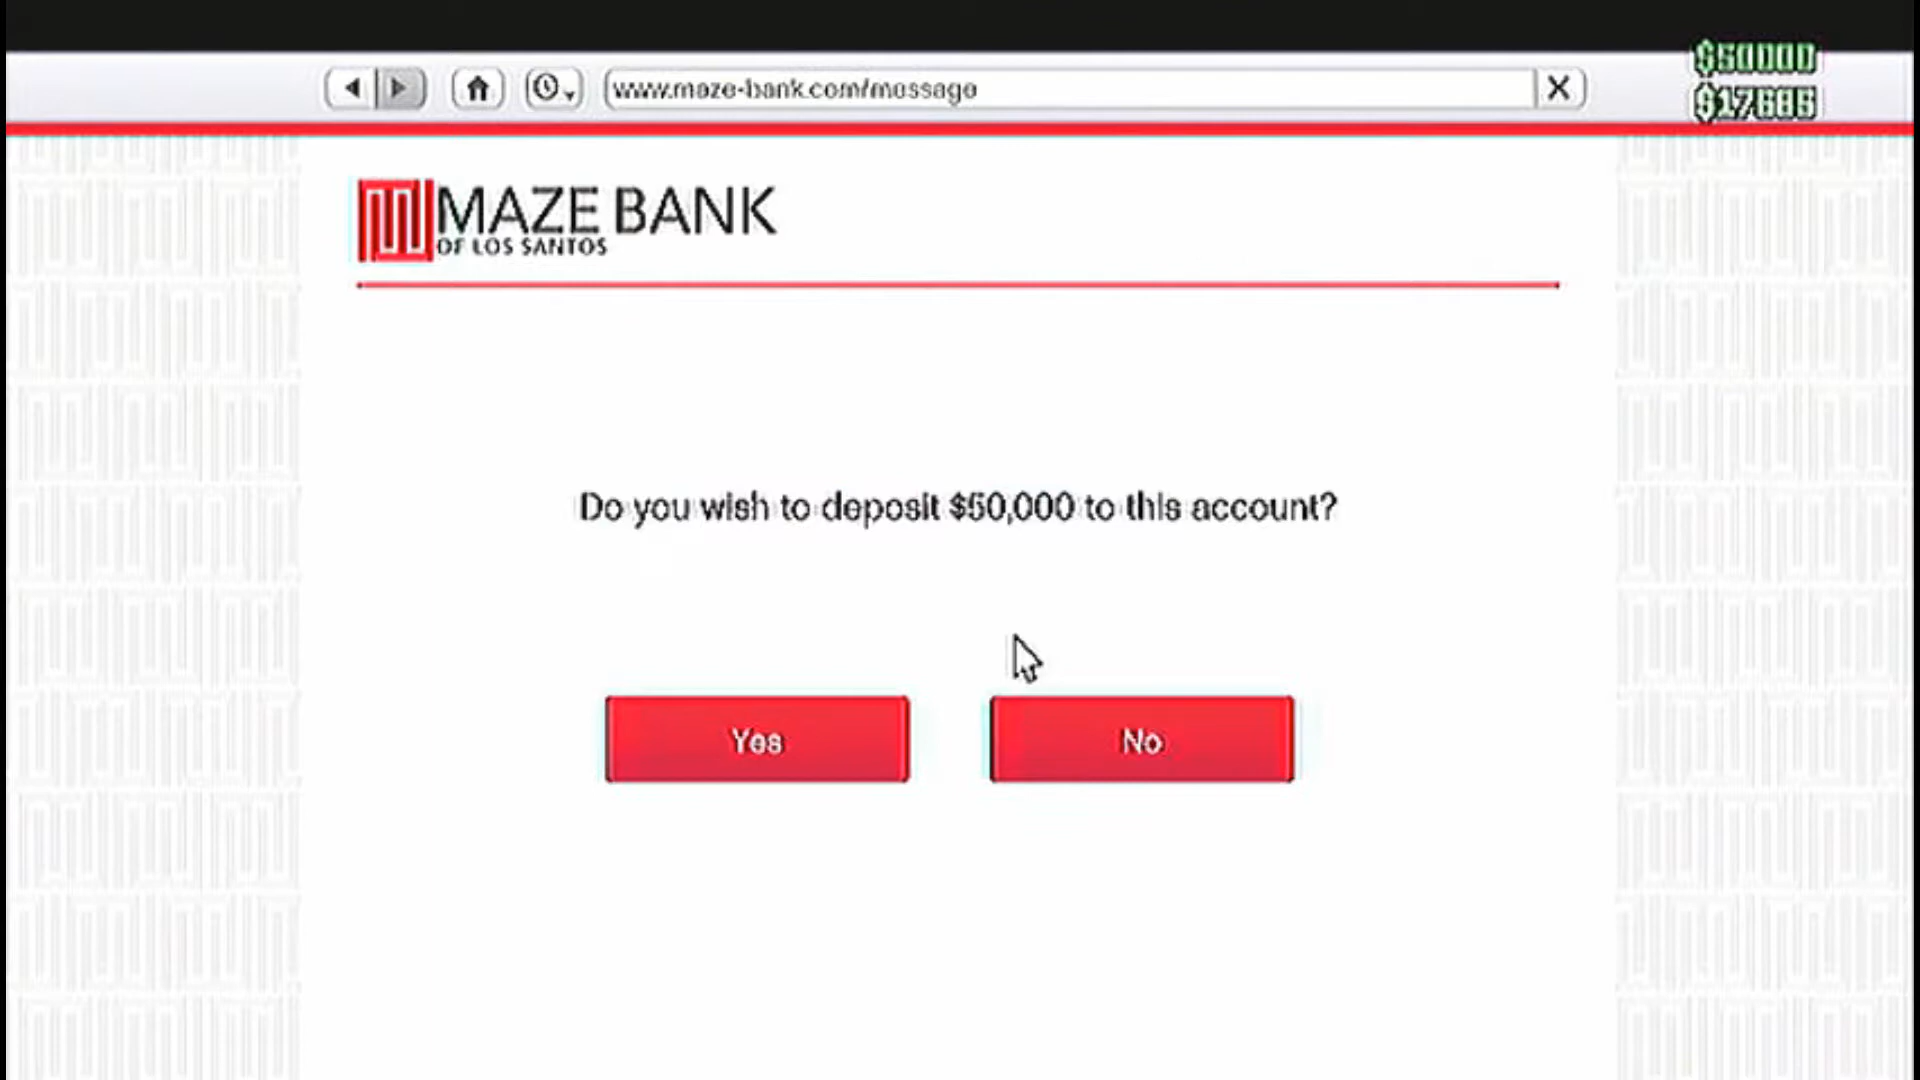 $50000
www.maze-bank.com/message
MAZE BANK
OF LOS SANTOS
Do you wish to deposit $50,000 to this account?
Yes
No